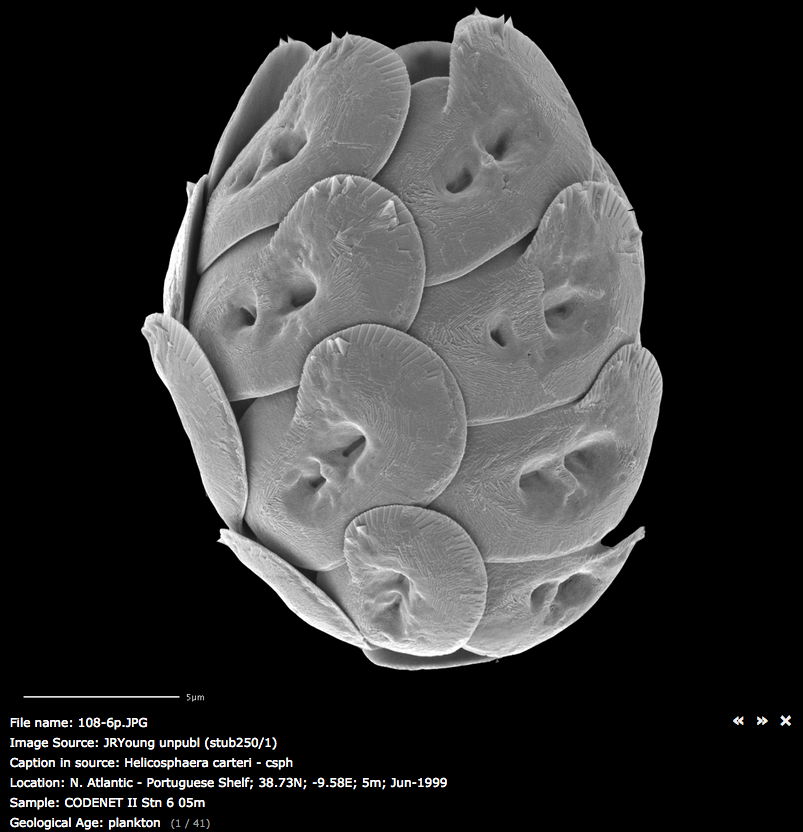 5µm
File name: 108-6p.JPG
Image Source: JRYoung unpubl (stub250/1)
Caption in source: Helicosphaera carteri - csph
Location: N. Atlantic - Portuguese Shelf; 38.73N; -9.58E; 5m; Jun-1999
Sample: CODENET II Stn 6 05m
Geological Age: plankton (1 / 41)